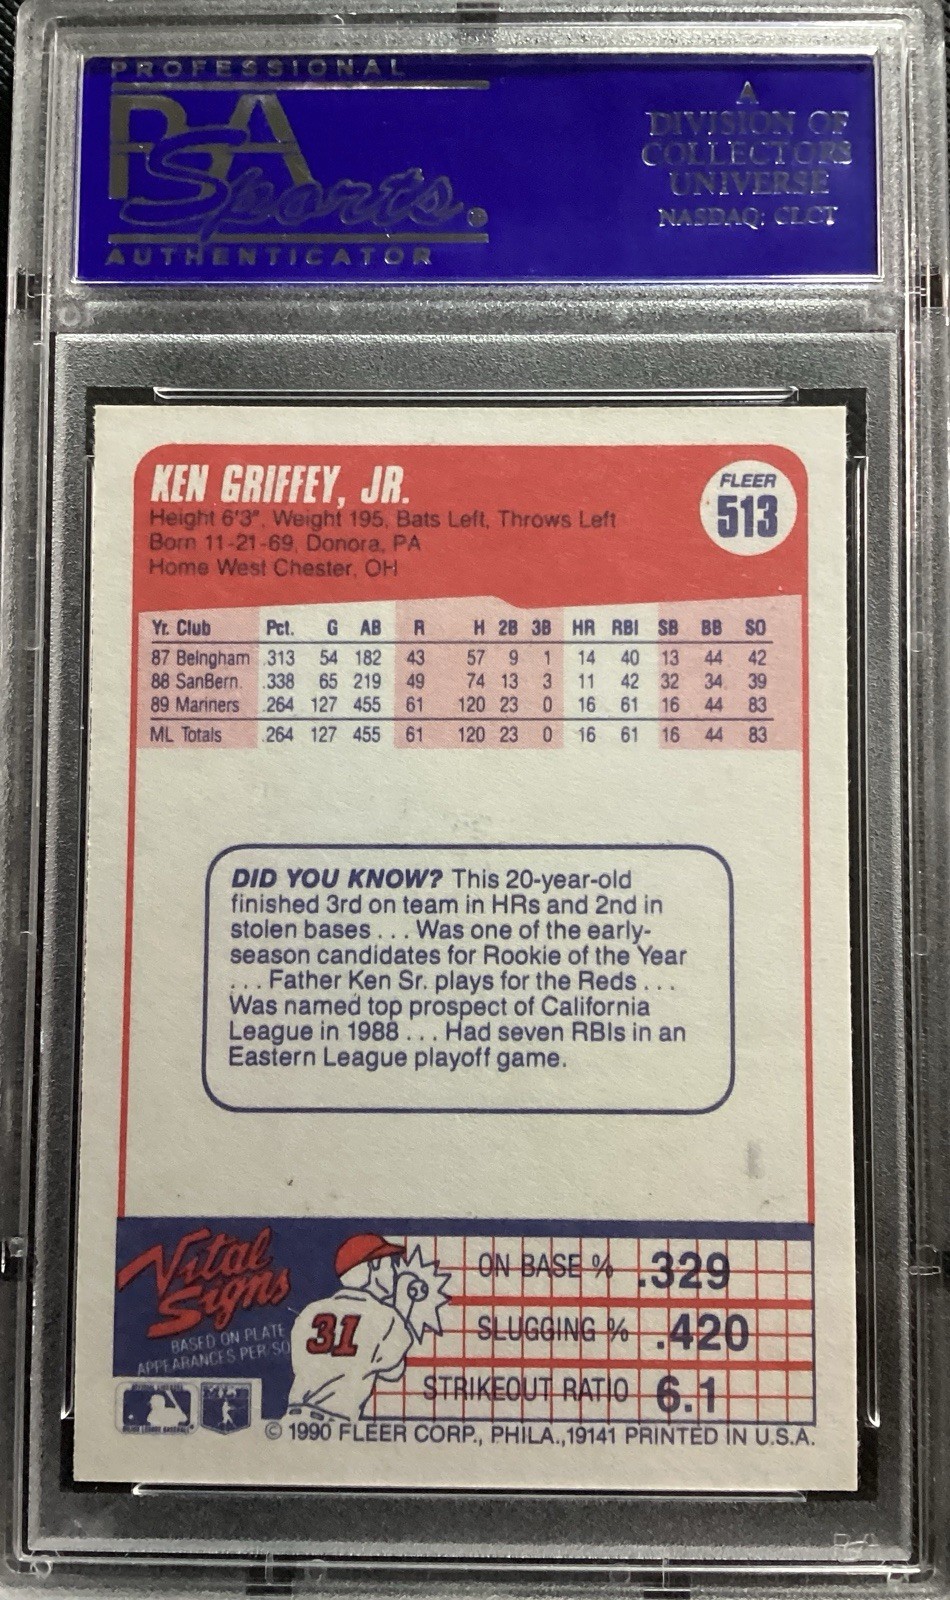 PROFESSIONAL
PSA
Sports
AUTHENTICATOR
A
DIVISION OF
COLLECTORS
UNIVERSE
NASDAQ: CLCT
KEN GRIFFEY, JR.
Height 6'3", Weight 195, Bats Left, Throws Left
Born 11-21-69, Donora, PA
Home West Chester, OH
FLEER
513
Yr. Club Pct. G AB R H 2B 3B HR RBI SB BB SO
87 Belngham .313 54 182 43 57 9 1 14 40 13 44 42
88 SanBern. .338 65 219 49 74 13 3 11 42 32 34 39
89 Mariners .264 127 455 61 120 23 0 16 61 16 44 83
ML Totals .264 127 455 61 120 23 0 16 61 16 44 83
DID YOU KNOW? This 20-year-old
finished 3rd on team in HRs and 2nd in
stolen bases . . . Was one of the early-
season candidates for Rookie of the Year
. . . Father Ken Sr. plays for the Reds . . .
Was named top prospect of California
League in 1988 . . . Had seven RBIs in an
Eastern League playoff game.
Vital
Signs
BASED ON PLATE
APPEARANCES PER SO
31
ON BASE % .329
SLUGGING % .420
STRIKEOUT RATIO 6.1
© 1990 FLEER CORP., PHILA.,19141 PRINTED IN U.S.A.
PSA